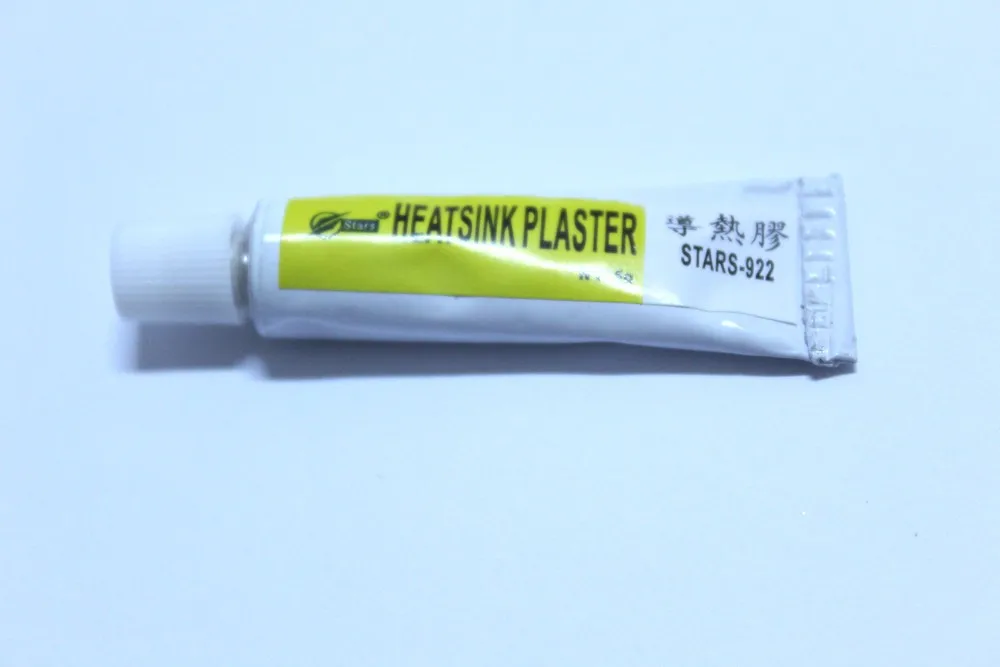 Stars® HEATSINK PLASTER
導熱膠
STARS-922